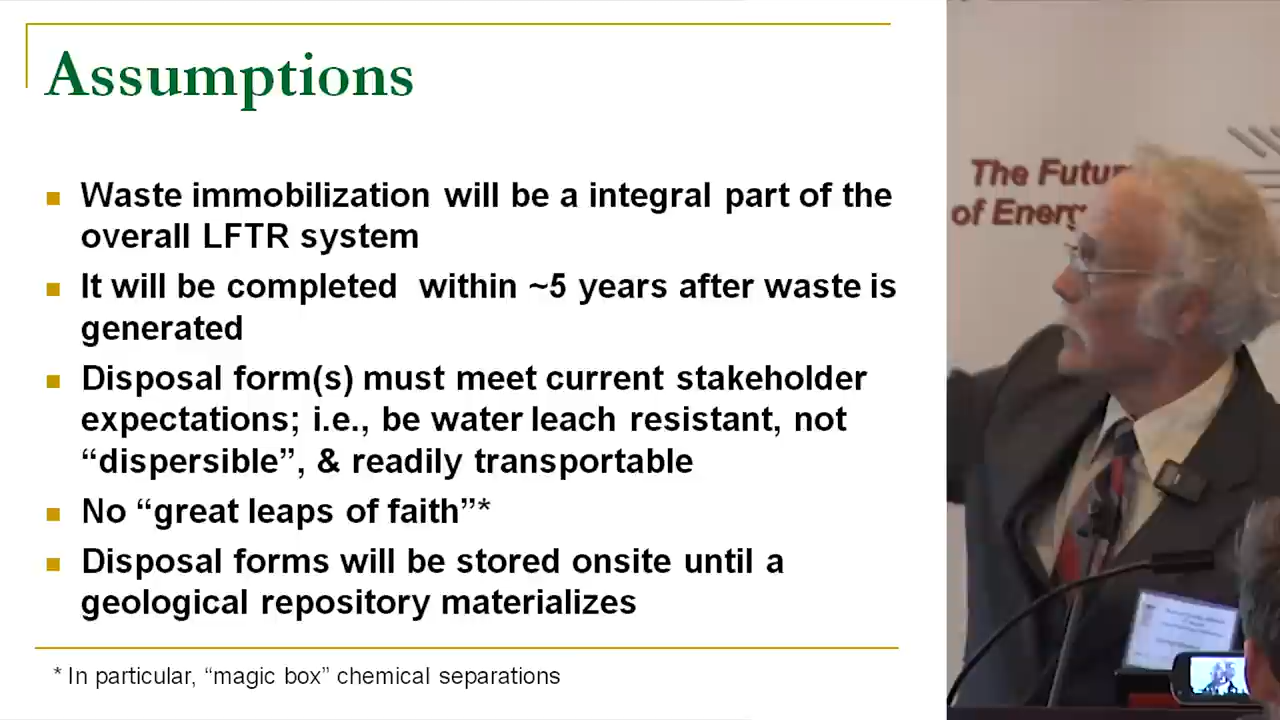 Assumptions
Waste immobilization will be a integral part of the
overall LFTR system
It will be completed within ~5 years after waste is
generated
Disposal form(s) must meet current stakeholder
expectations; i.e., be water leach resistant, not
“dispersible”, & readily transportable
No “great leaps of faith”*
Disposal forms will be stored onsite until a
geological repository materializes
* In particular, “magic box” chemical separations
The Futur
of Energ